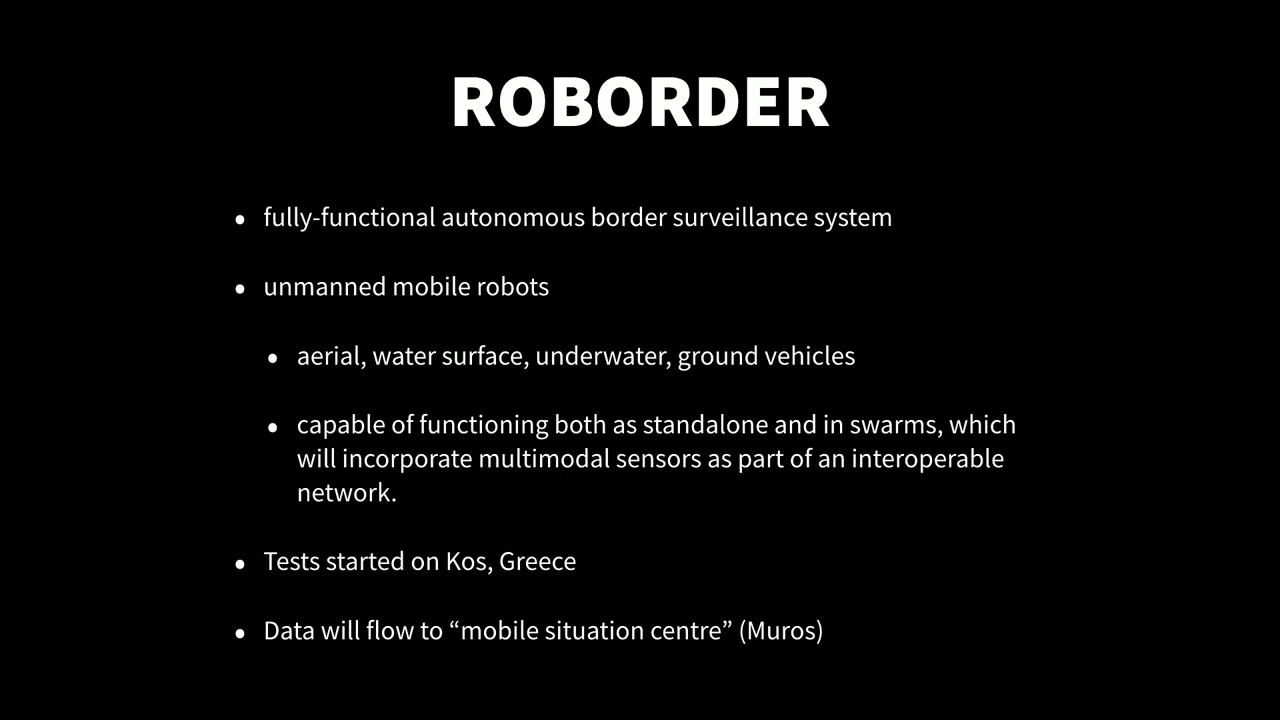 ROBORDER
• fully-functional autonomous border surveillance system
• unmanned mobile robots
• aerial, water surface, underwater, ground vehicles
• capable of functioning both as standalone and in swarms, which
will incorporate multimodal sensors as part of an interoperable
network.
• Tests started on Kos, Greece
• Data will flow to “mobile situation centre” (Muros)